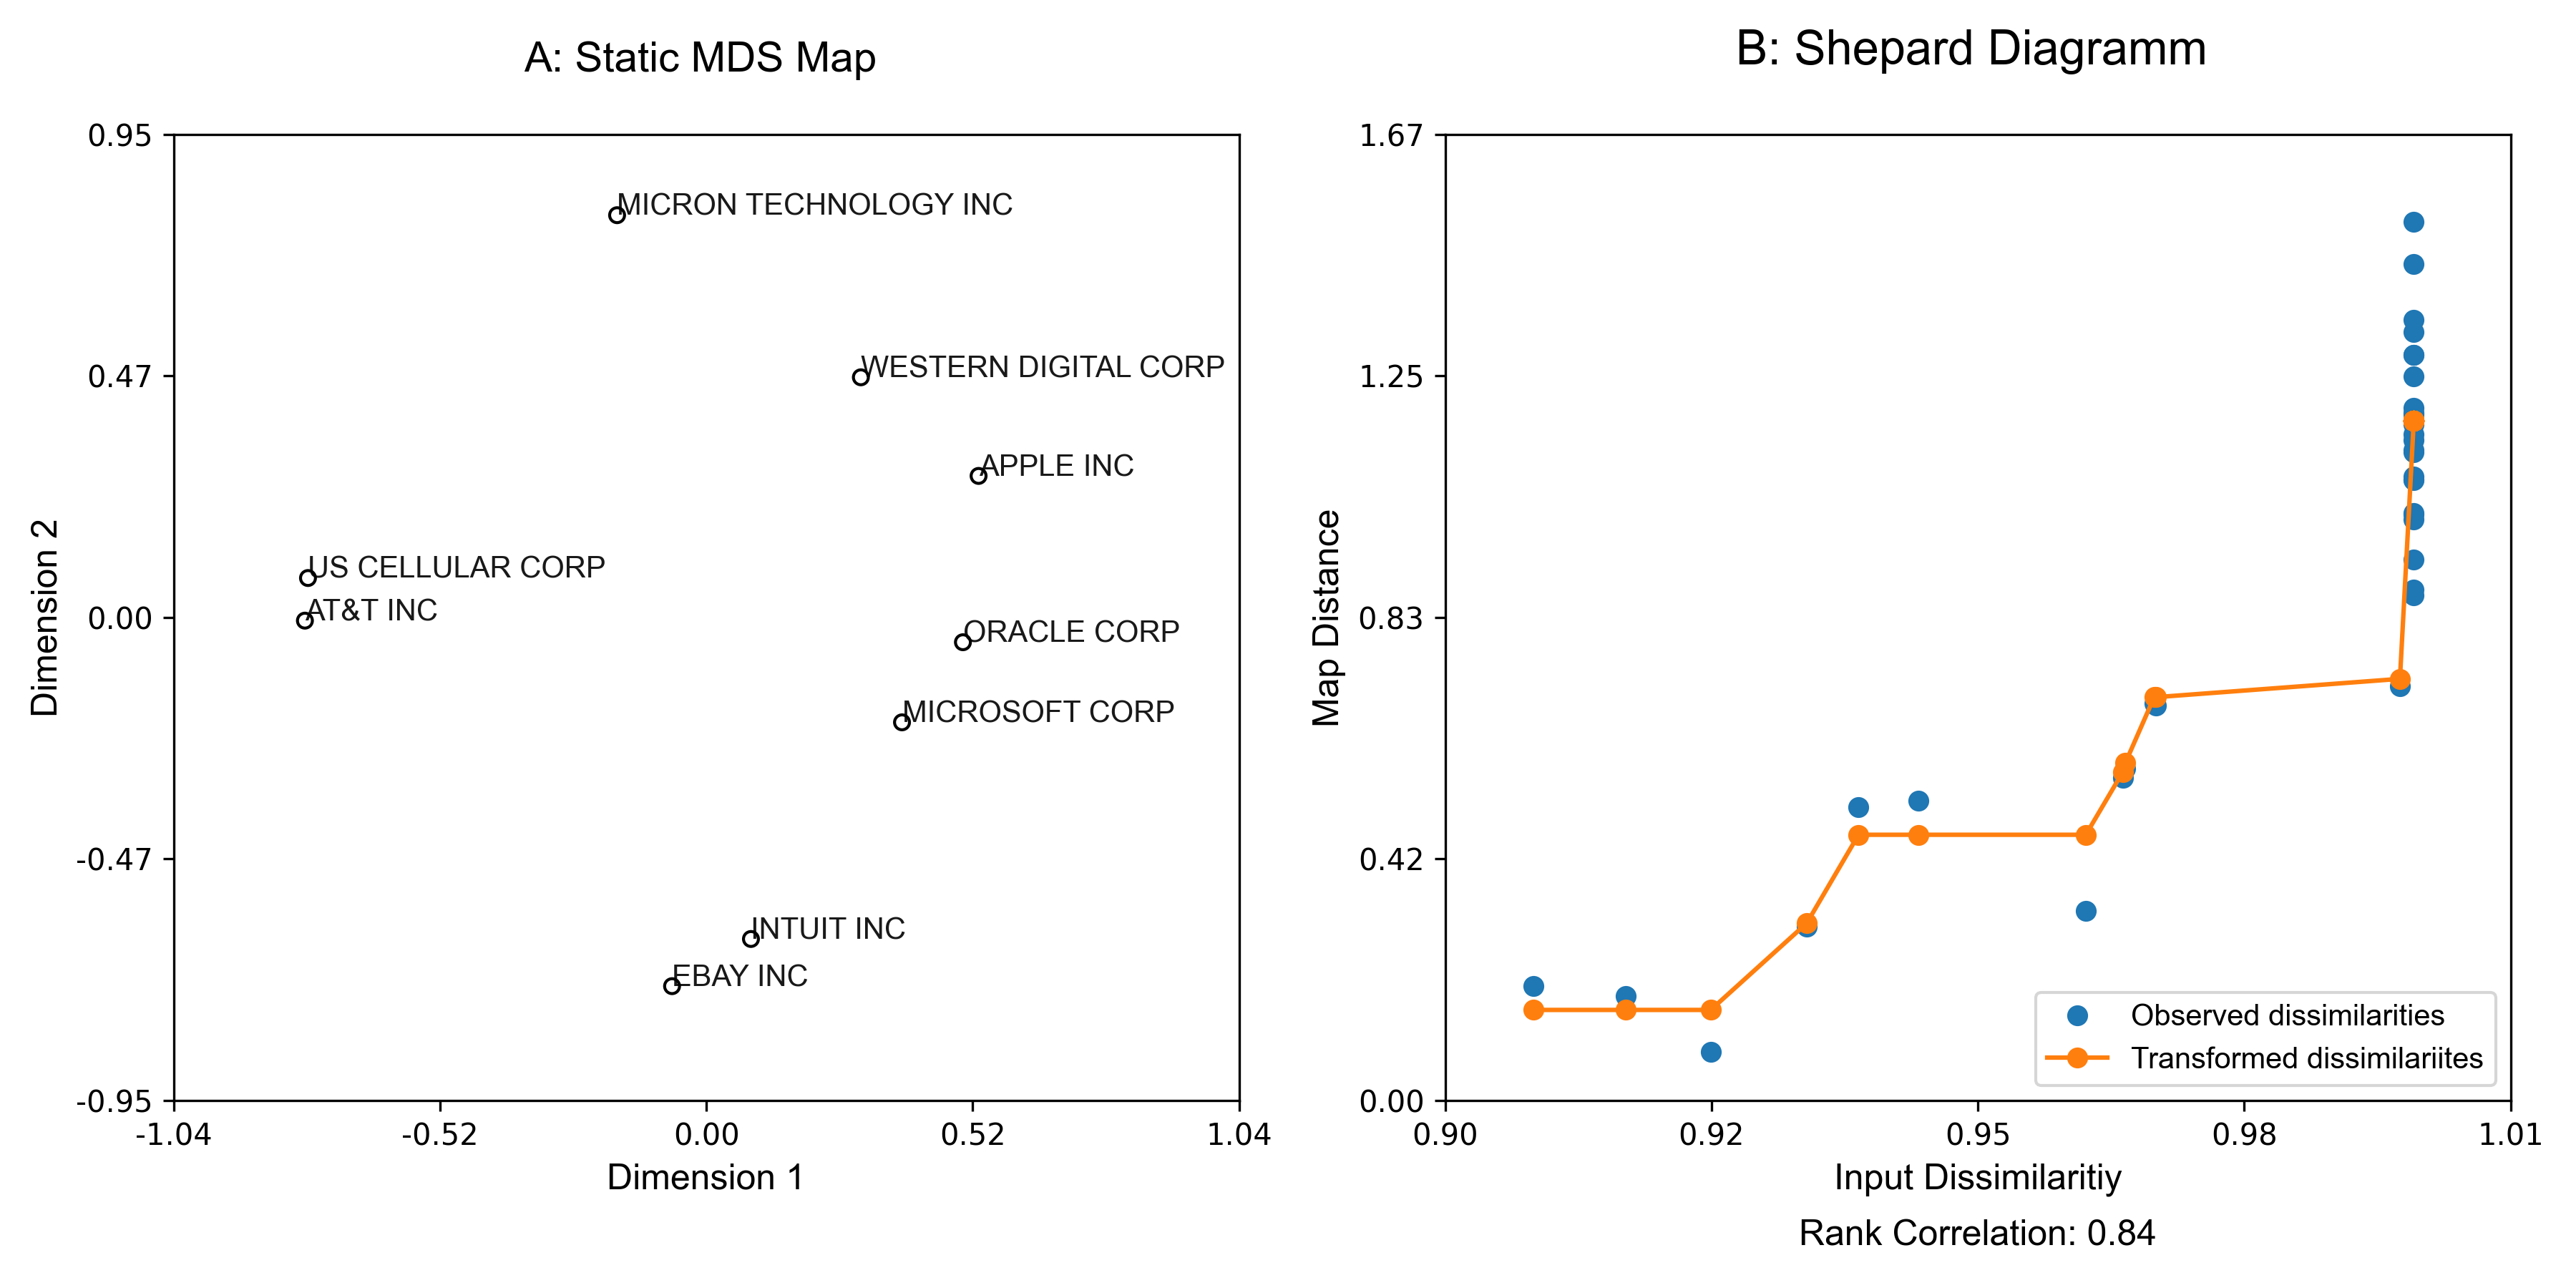 A: Static MDS Map
0.95
0.47
0.00
-0.47
-0.95
Dimension 2
MICRON TECHNOLOGY INC
WESTERN DIGITAL CORP
APPLE INC
US CELLULAR CORP
AT&T INC
ORACLE CORP
MICROSOFT CORP
INTUIT INC
EBAY INC
-1.04 -0.52 0.00 0.52 1.04
Dimension 1
B: Shepard Diagramm
1.67
1.25
0.83
0.42
0.00
Map Distance
Observed dissimilarities
Transformed dissimilariites
0.90 0.92 0.95 0.98 1.01
Input Dissimilaritiy
Rank Correlation: 0.84